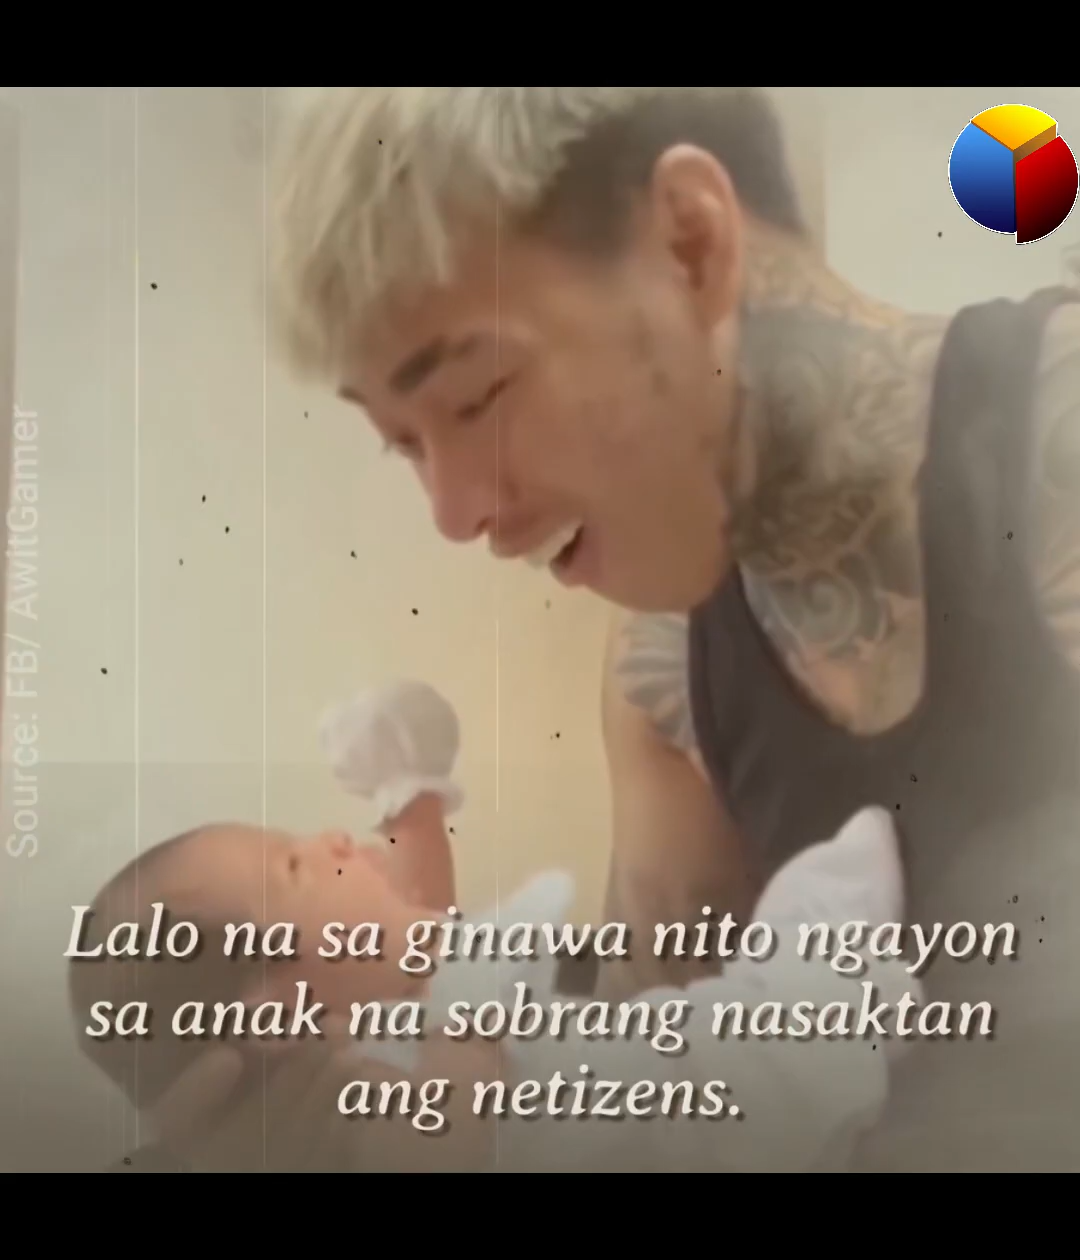 Source: FB/ AwitGamer
Lalo na sa ginawa nito ngayon
sa anak na sobrang nasaktan
ang netizens.